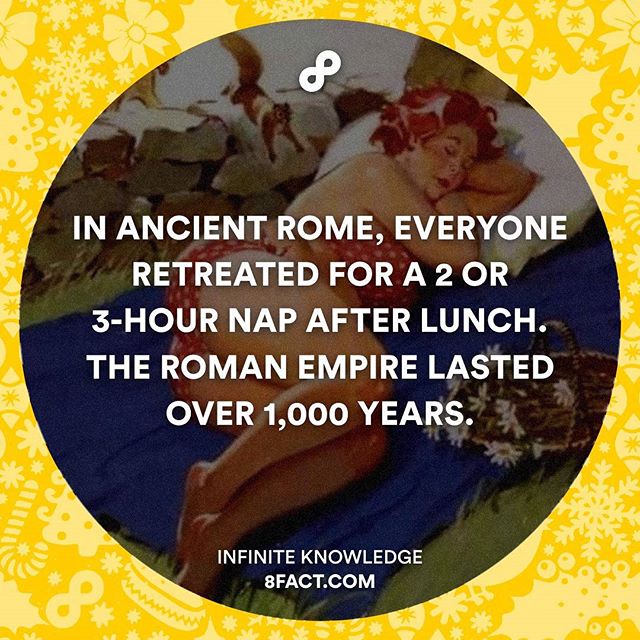 IN ANCIENT ROME, EVERYONE
RETREATED FOR A 2 OR
3-HOUR NAP AFTER LUNCH.
THE ROMAN EMPIRE LASTED
OVER 1,000 YEARS.
INFINITE KNOWLEDGE
8FACT.COM